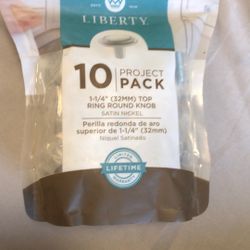 LIBERTY
10 PROJECT
PACK
1-1/4" (32MM) TOP
RING ROUND KNOB
SATIN NICKEL
Perilla redonda de aro
superior de 1-1/4" (32mm)
Níquel Satinado
LIFETIME